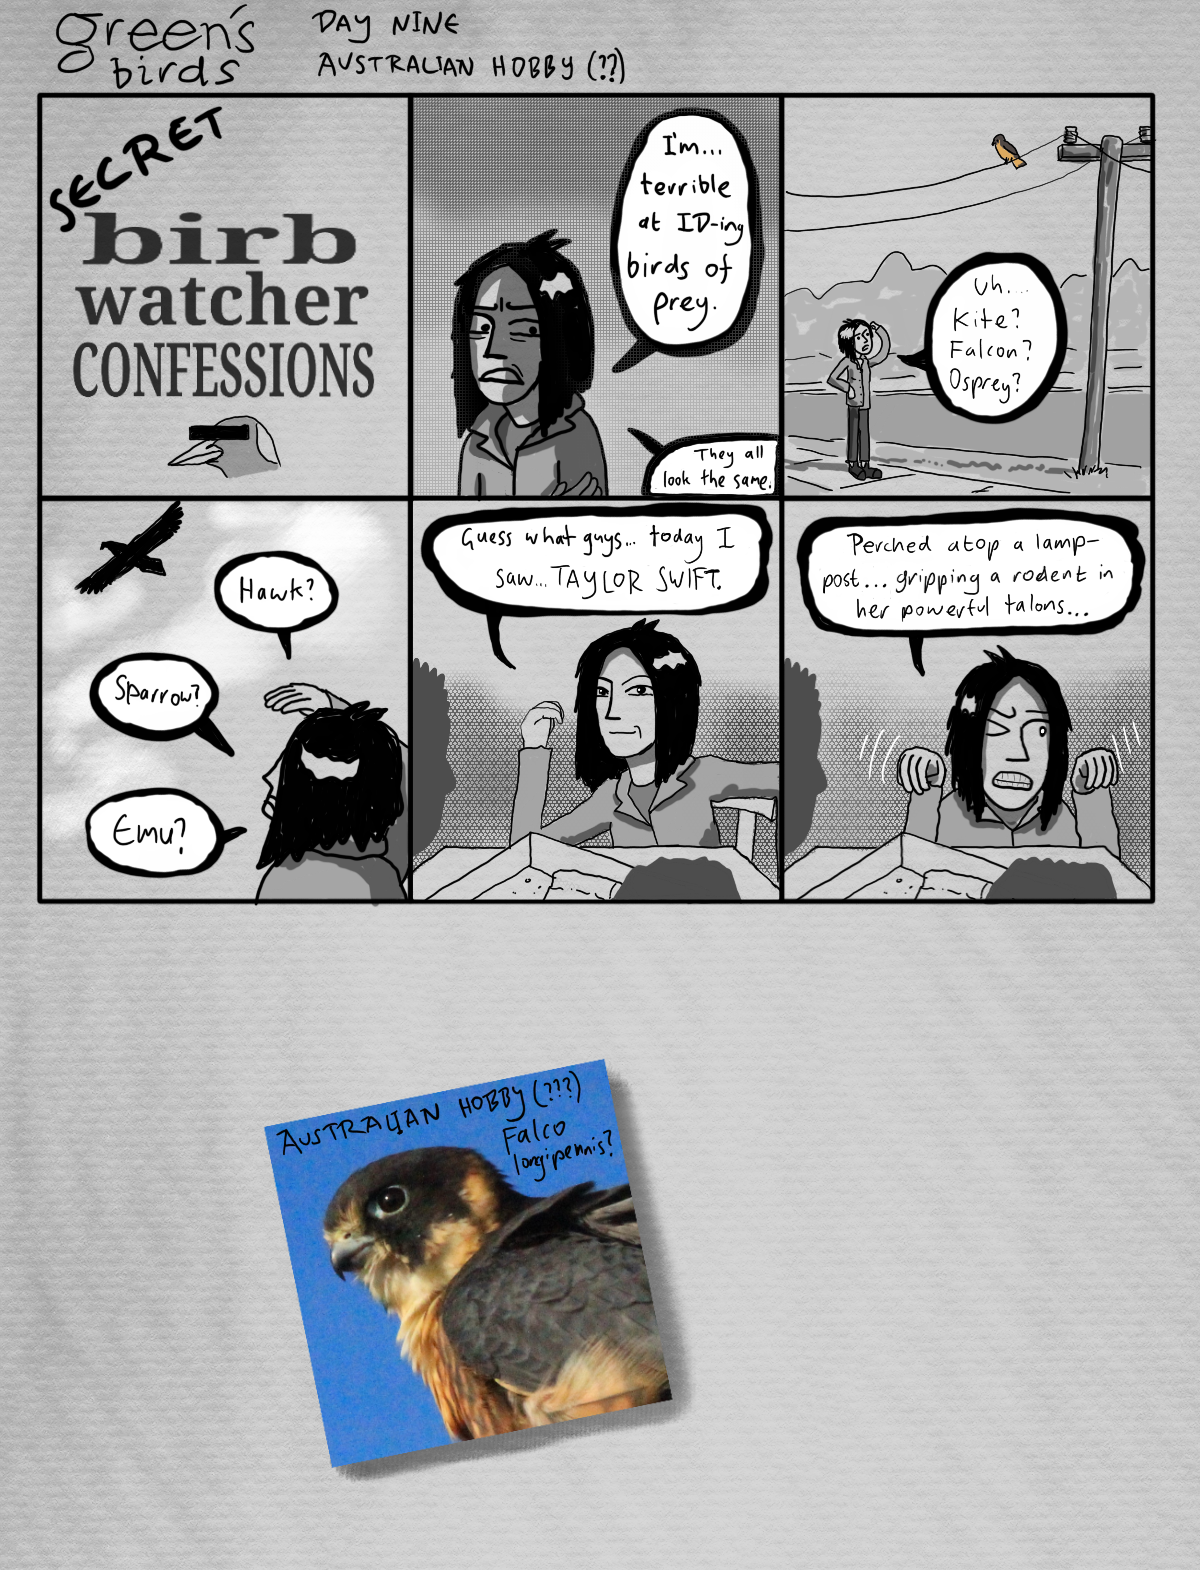 green's
birds
DAY NINE
AUSTRALIAN HOBBY (??)
SECRET
birb
watcher
CONFESSIONS
I'm...
terrible
at ID-ing
birds of
prey.
They all
look the same.
Uh....
Kite?
Falcon?
Osprey?
Hawk?
Sparrow?
Emu?
Guess what guys... today I
saw... TAYLOR SWIFT.
Perched atop a lamp-
post... gripping a rodent in
her powerful talons...
AUSTRALIAN HOBBY (???)
Falco
longipennis?